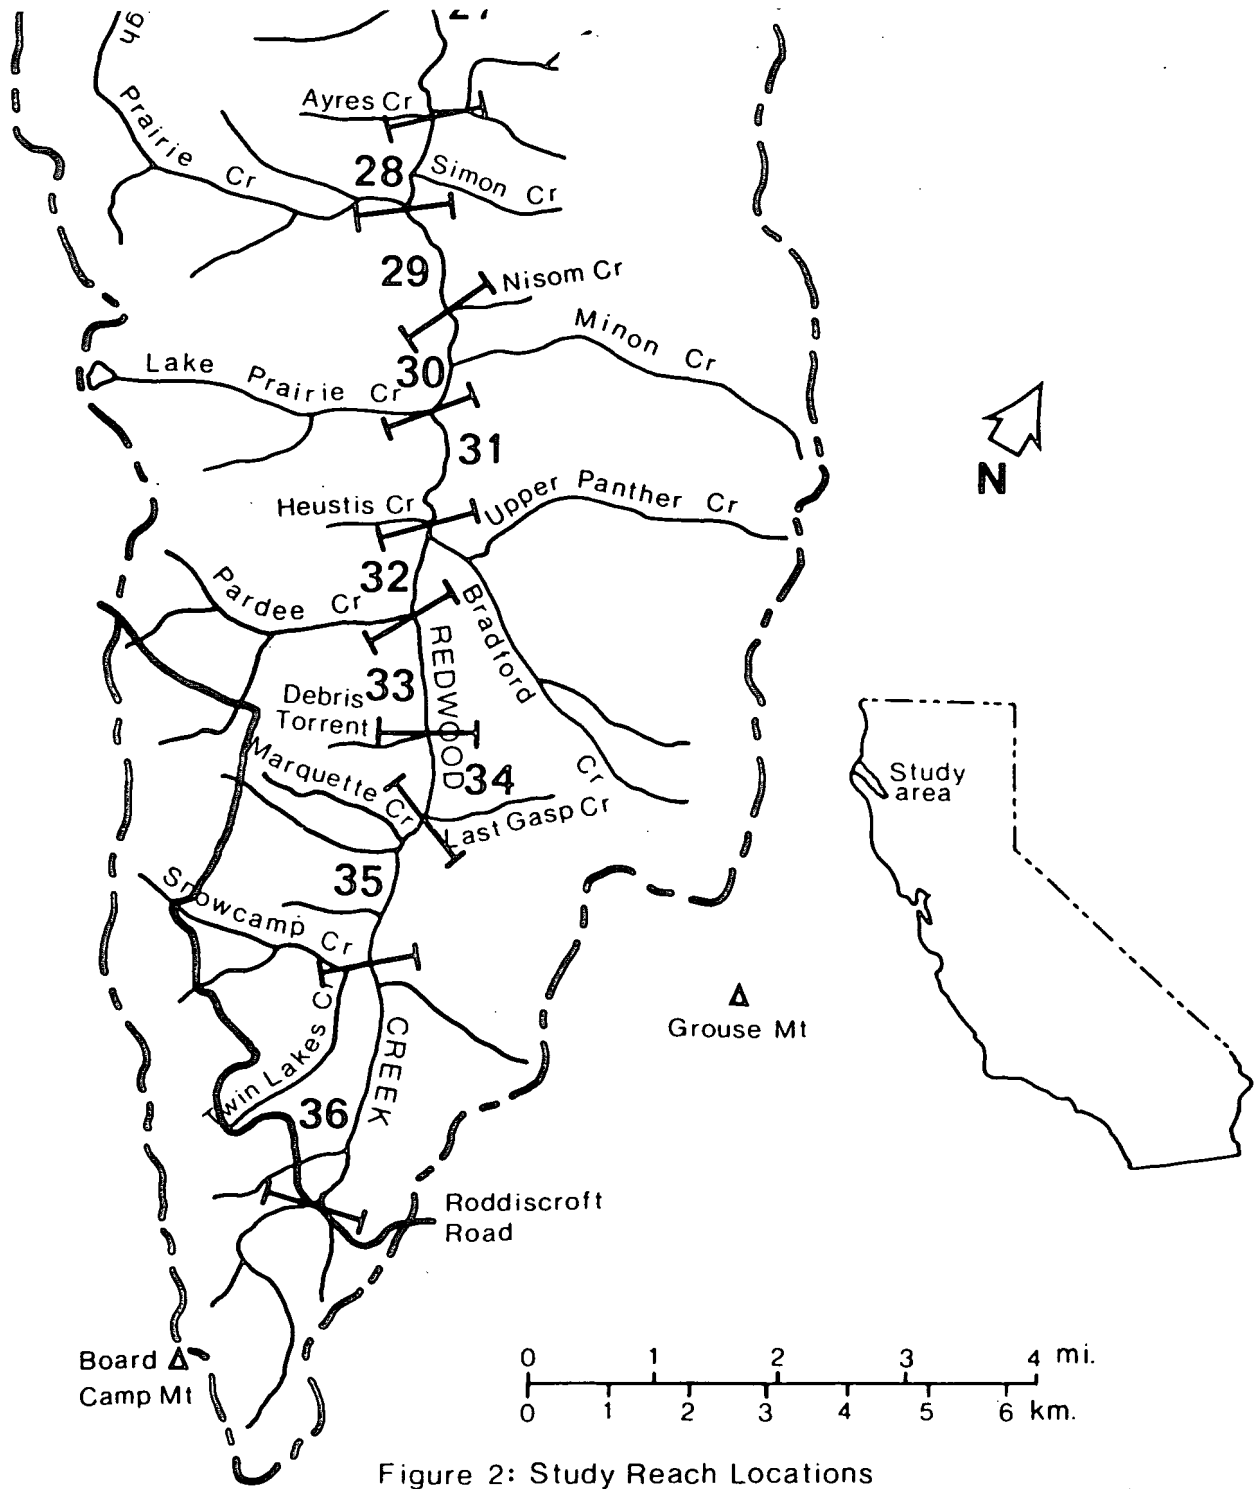 27
gh
Ayres Cr
Prairie Cr
28
Simon Cr
29
Nisom Cr
Minon Cr
Lake Prairie Cr
30
31
Heustis Cr
Upper Panther Cr
N
32
Pardee Cr
Bradford Cr
REDWOOD CREEK
33
Debris
Torrent
Marquette Cr
34
Last Gasp Cr
Study
area
35
Snowcamp Cr
Twin Lakes Cr
Grouse Mt
36
Roddiscroft
Road
Board
Camp Mt
0 1 2 3 4 mi.
0 1 2 3 4 5 6 km.
Figure 2: Study Reach Locations